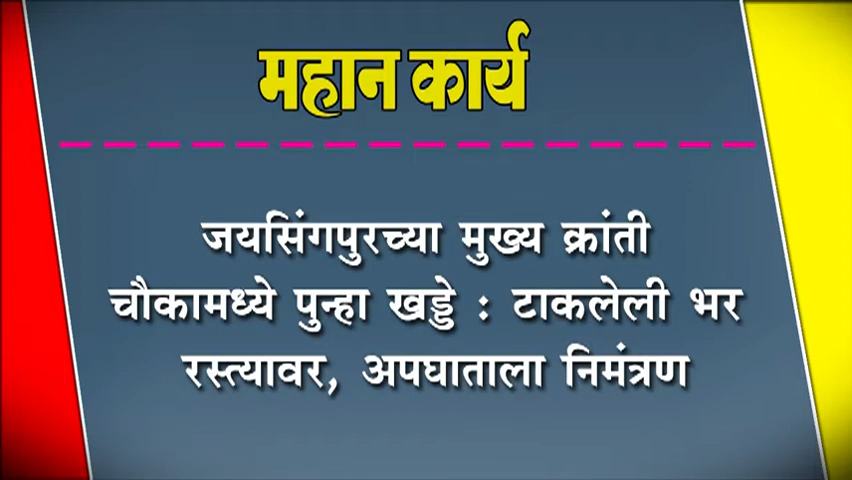 महान कार्य
जयसिंगपुरच्या मुख्य क्रांती
चौकामध्ये पुन्हा खड्डे : टाकलेली भर
रस्त्यावर, अपघाताला निमंत्रण